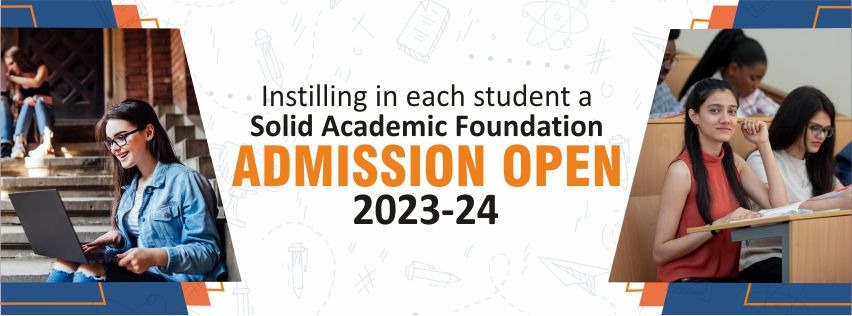 Instilling in each student a
Solid Academic Foundation
ADMISSION OPEN
2023-24